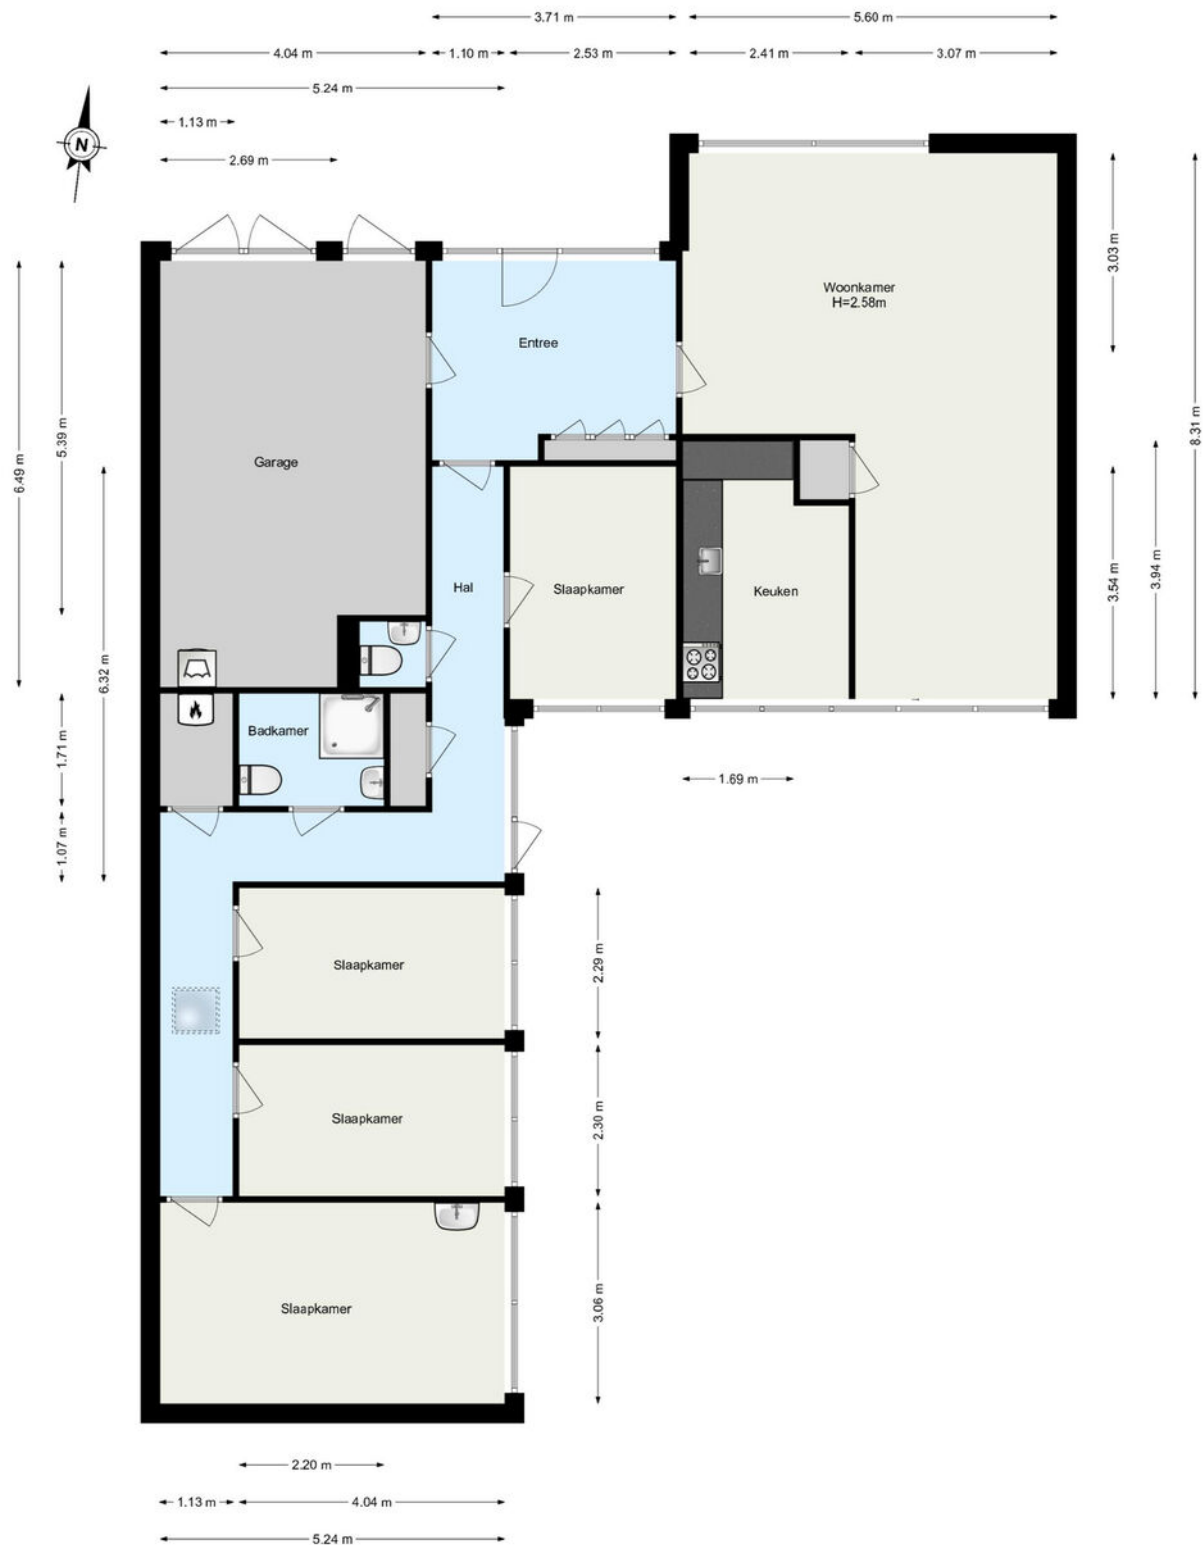 3.71 m
5.60 m
4.04 m
1.10 m
2.53 m
2.41 m
3.07 m
5.24 m
1.13 m
2.69 m
N
Woonkamer
H=2.58m
3.03 m
8.31 m
Entree
6.49 m
5.39 m
Garage
6.32 m
Hal
Slaapkamer
Keuken
3.54 m
3.94 m
1.71 m
Badkamer
1.69 m
1.07 m
Slaapkamer
2.29 m
Slaapkamer
2.30 m
Slaapkamer
3.06 m
2.20 m
1.13 m
4.04 m
5.24 m